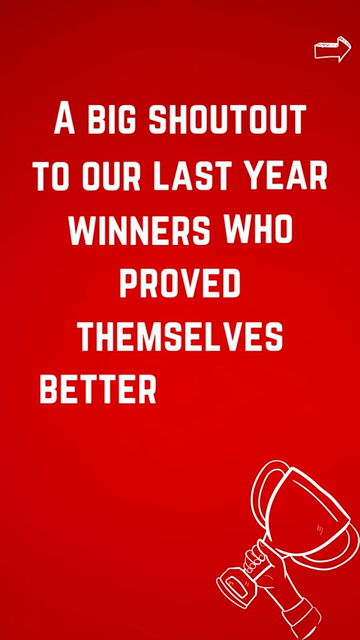 A BIG SHOUTOUT
TO OUR LAST YEAR
WINNERS WHO
PROVED
THEMSELVES
BETTER